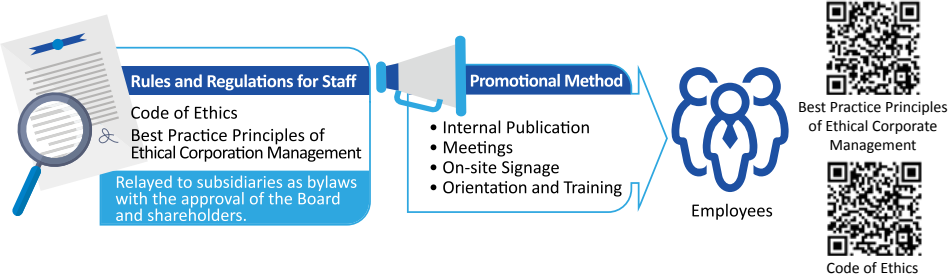 Rules and Regulations for Staff
Code of Ethics
Best Practice Principles of
Ethical Corporation Management
Relayed to subsidiaries as bylaws
with the approval of the Board
and shareholders.
Promotional Method
• Internal Publication
• Meetings
• On-site Signage
• Orientation and Training
Employees
Best Practice Principles
of Ethical Corporate
Management
Code of Ethics